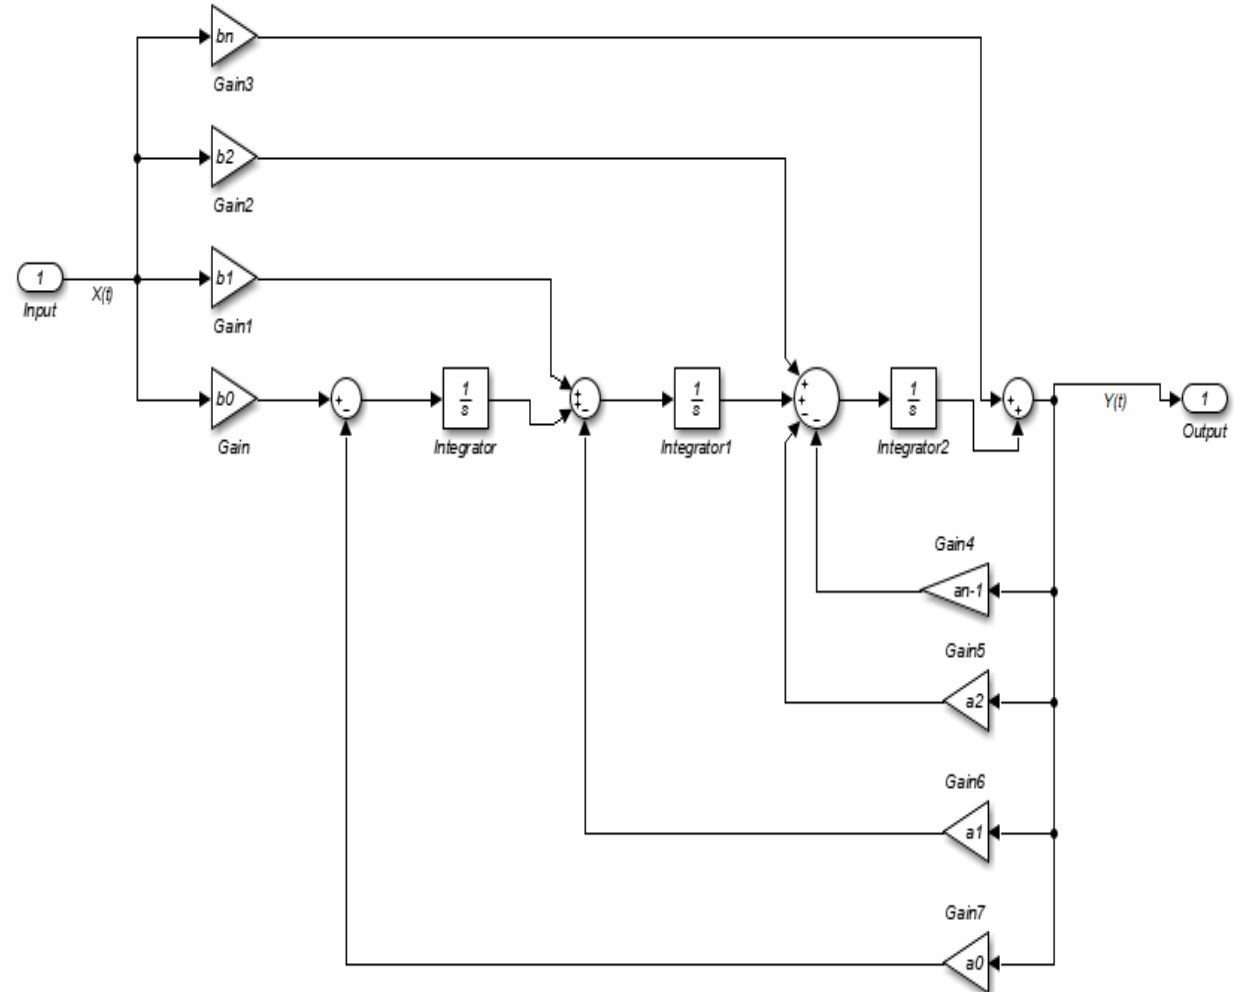 bn
Gain3
b2
Gain2
1
Input
X(t)
b1
Gain1
b0
Gain
+
−
1
s
Integrator
+
+
−
1
s
Integrator1
+
+
−
−
1
s
Integrator2
+
+
Y(t)
1
Output
Gain4
an-1
Gain5
a2
Gain6
a1
Gain7
a0